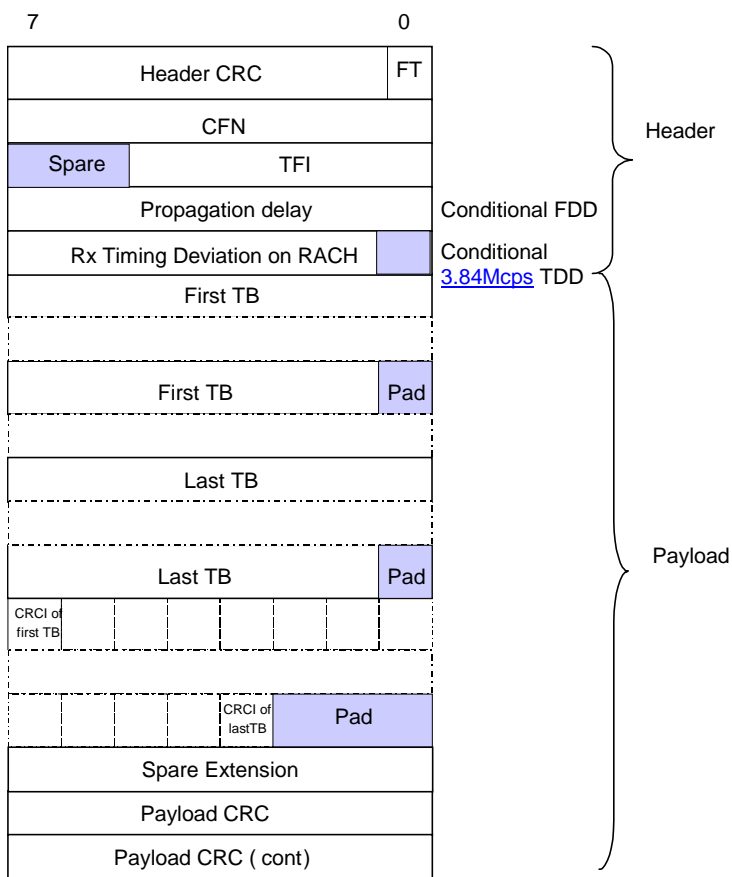 7 0
Header CRC FT
CFN
Header
Spare TFI
Propagation delay Conditional FDD
Rx Timing Deviation on RACH Conditional
3.84Mcps TDD
First TB
First TB Pad
Last TB
Last TB Pad
Payload
CRCI of
first TB
CRCI of
lastTB
Pad
Spare Extension
Payload CRC
Payload CRC ( cont)